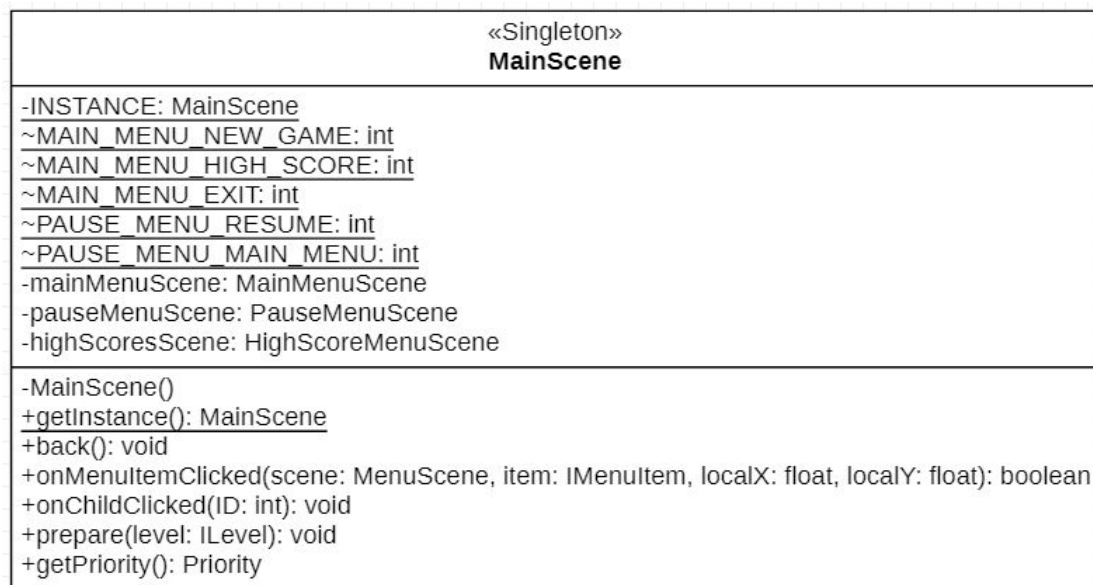 «Singleton»
MainScene
-INSTANCE: MainScene
~MAIN_MENU_NEW_GAME: int
~MAIN_MENU_HIGH_SCORE: int
~MAIN_MENU_EXIT: int
~PAUSE_MENU_RESUME: int
~PAUSE_MENU_MAIN_MENU: int
-mainMenuScene: MainMenuScene
-pauseMenuScene: PauseMenuScene
-highScoresScene: HighScoreMenuScene
-MainScene()
+getInstance(): MainScene
+back(): void
+onMenuItemClicked(scene: MenuScene, item: IMenuItem, localX: float, localY: float): boolean
+onChildClicked(ID: int): void
+prepare(level: ILevel): void
+getPriority(): Priority